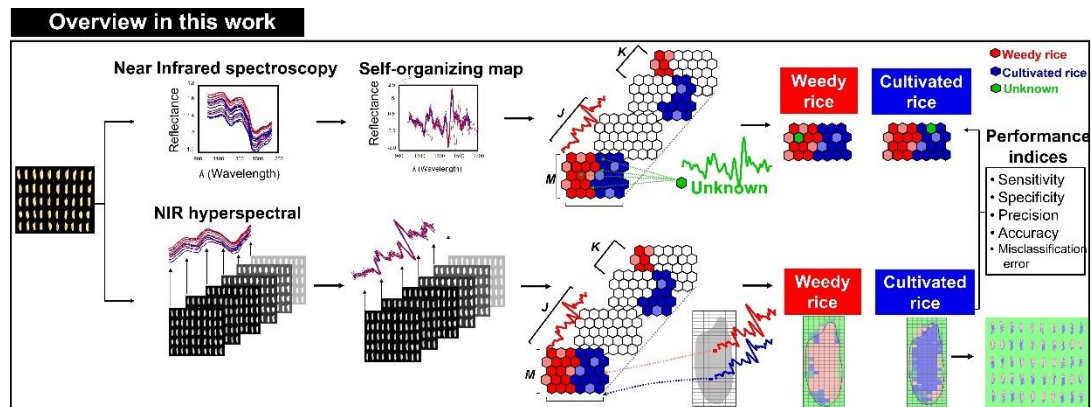 Overview in this work
Near Infrared spectroscopy
Reflectance
λ (Wavelength)
Self-organizing map
Reflectance
λ (Wavelength)
K
J
M
Unknown
Weedy
rice
Cultivated
rice
Weedy rice
Cultivated rice
Unknown
Performance
indices
• Sensitivity
• Specificity
• Precision
• Accuracy
• Misclassification
error
NIR hyperspectral
K
J
M
Weedy
rice
Cultivated
rice